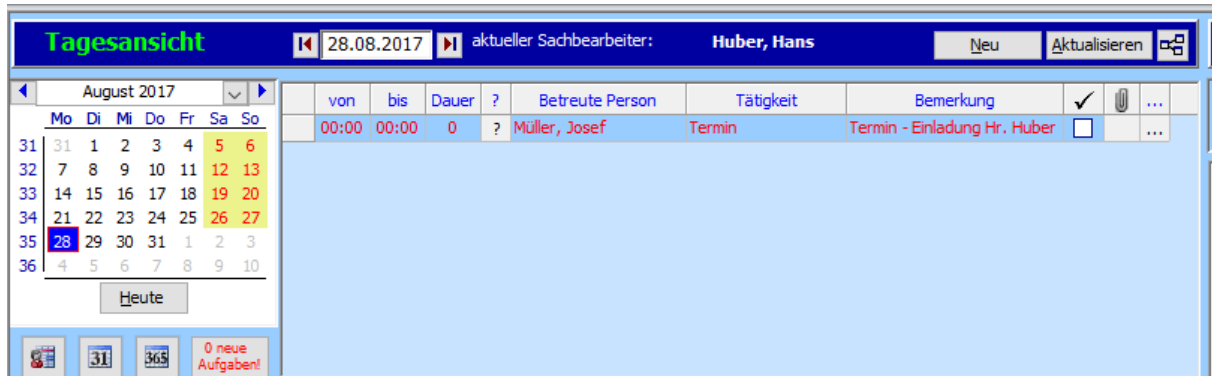 Tagesansicht 28.08.2017 aktueller Sachbearbeiter: Huber, Hans Neu Aktualisieren
August 2017
Mo Di Mi Do Fr Sa So
31 31 1 2 3 4 5 6
32 7 8 9 10 11 12 13
33 14 15 16 17 18 19 20
34 21 22 23 24 25 26 27
35 28 29 30 31 1 2 3
36 4 5 6 7 8 9 10
Heute
31 365 0 neue
Aufgaben!
von bis Dauer ? Betreute Person Tätigkeit Bemerkung ✓ ...
00:00 00:00 0 ? Müller, Josef Termin Termin - Einladung Hr. Huber ...